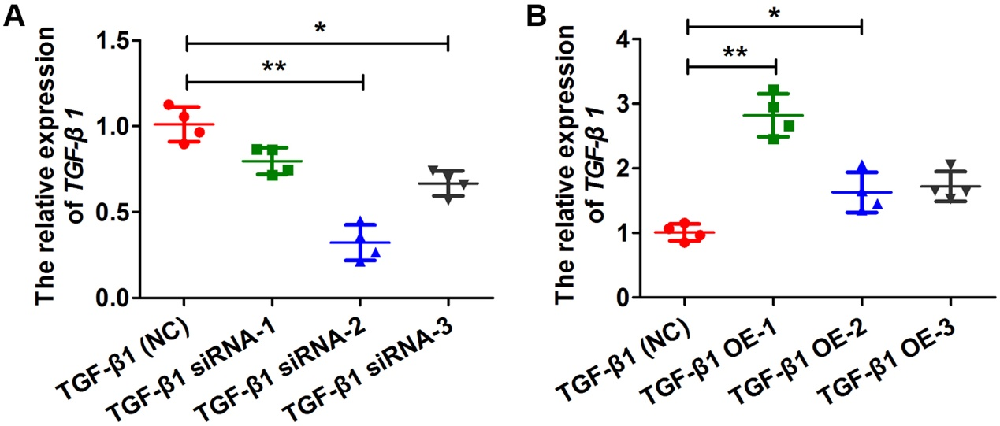 A
The relative expression
of TGF-β 1
1.5
1.0
0.5
0.0
*
**
TGF-β1 (NC)
TGF-β1 siRNA-1
TGF-β1 siRNA-2
TGF-β1 siRNA-3
B
The relative expression
of TGF-β 1
4
3
2
1
0
*
**
TGF-β1 (NC)
TGF-β1 OE-1
TGF-β1 OE-2
TGF-β1 OE-3